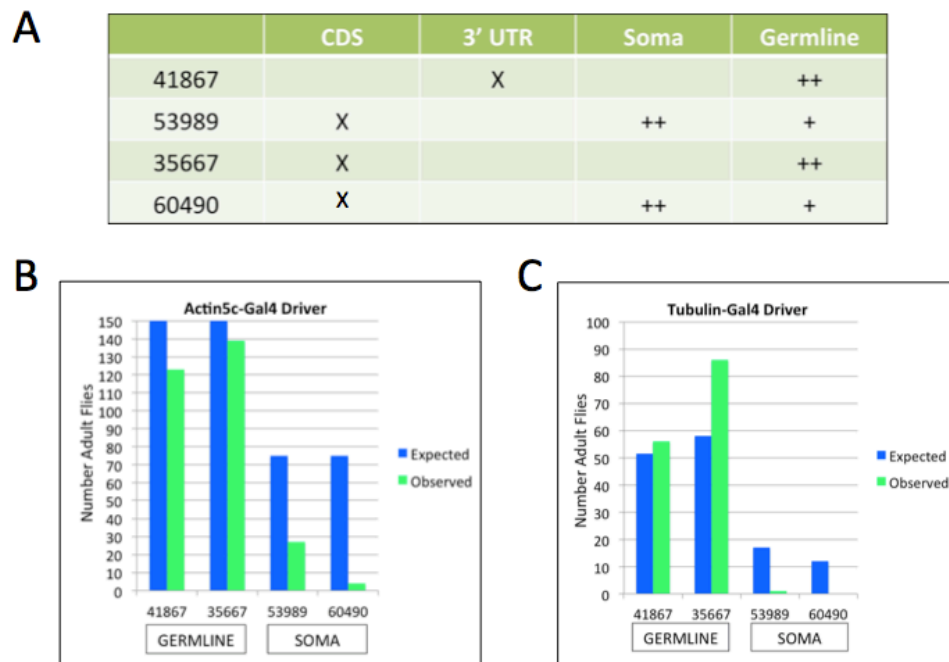 A
CDS 3' UTR Soma Germline
41867 X ++
53989 X ++ +
35667 X ++
60490 X ++ +
B
Actin5c-Gal4 Driver
Number Adult Flies
150
140
130
120
110
100
90
80
70
60
50
40
30
20
10
0
41867 35667 53989 60490
GERMLINE SOMA
Expected
Observed
C
Tubulin-Gal4 Driver
Number Adult Flies
100
90
80
70
60
50
40
30
20
10
0
41867 35667 53989 60490
GERMLINE SOMA
Expected
Observed